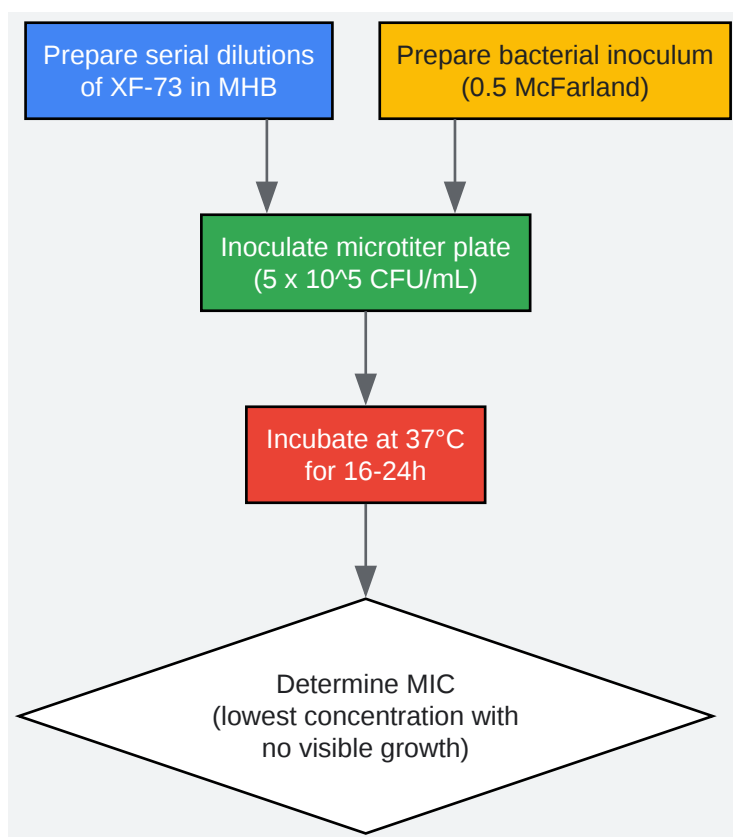 Prepare serial dilutions
of XF-73 in MHB
Prepare bacterial inoculum
(0.5 McFarland)
Inoculate microtiter plate
(5 x 10^5 CFU/mL)
Incubate at 37°C
for 16-24h
Determine MIC
(lowest concentration with
no visible growth)